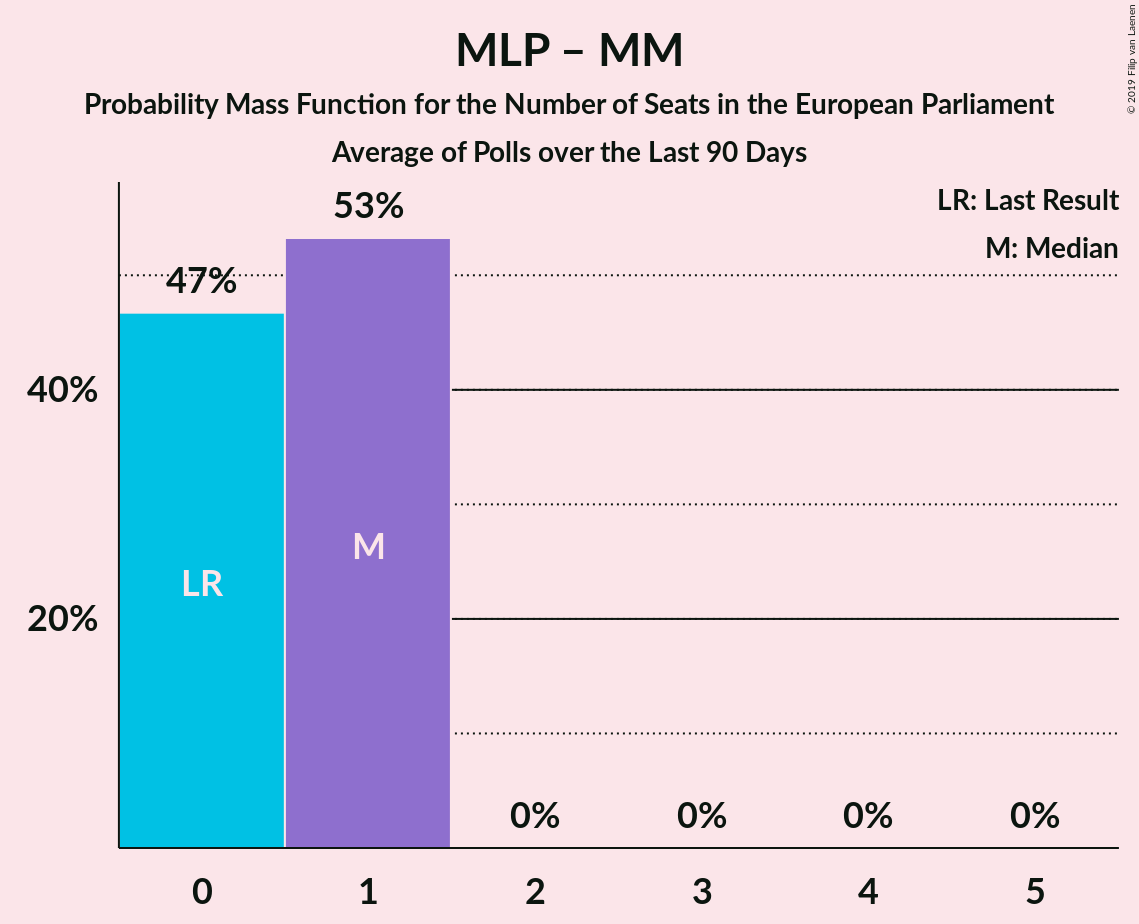 MLP – MM
Probability Mass Function for the Number of Seats in the European Parliament
Average of Polls over the Last 90 Days
© 2019 Filip van Laenen
LR: Last Result
M: Median
53%
47%
40%
20%
LR
M
0%
0%
0%
0%
0
1
2
3
4
5